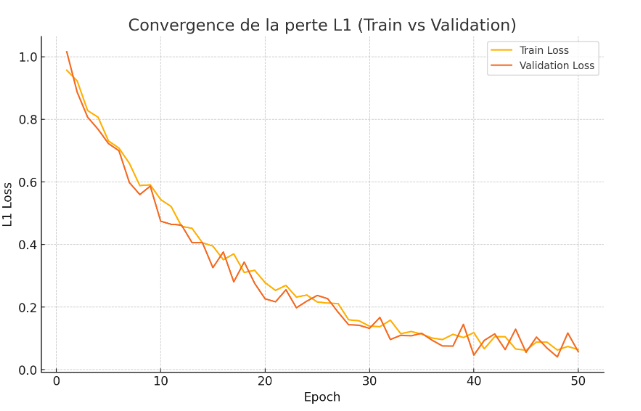 Convergence de la perte L1 (Train vs Validation)
Train Loss
Validation Loss
L1 Loss
1.0
0.8
0.6
0.4
0.2
0.0
0 10 20 30 40 50
Epoch